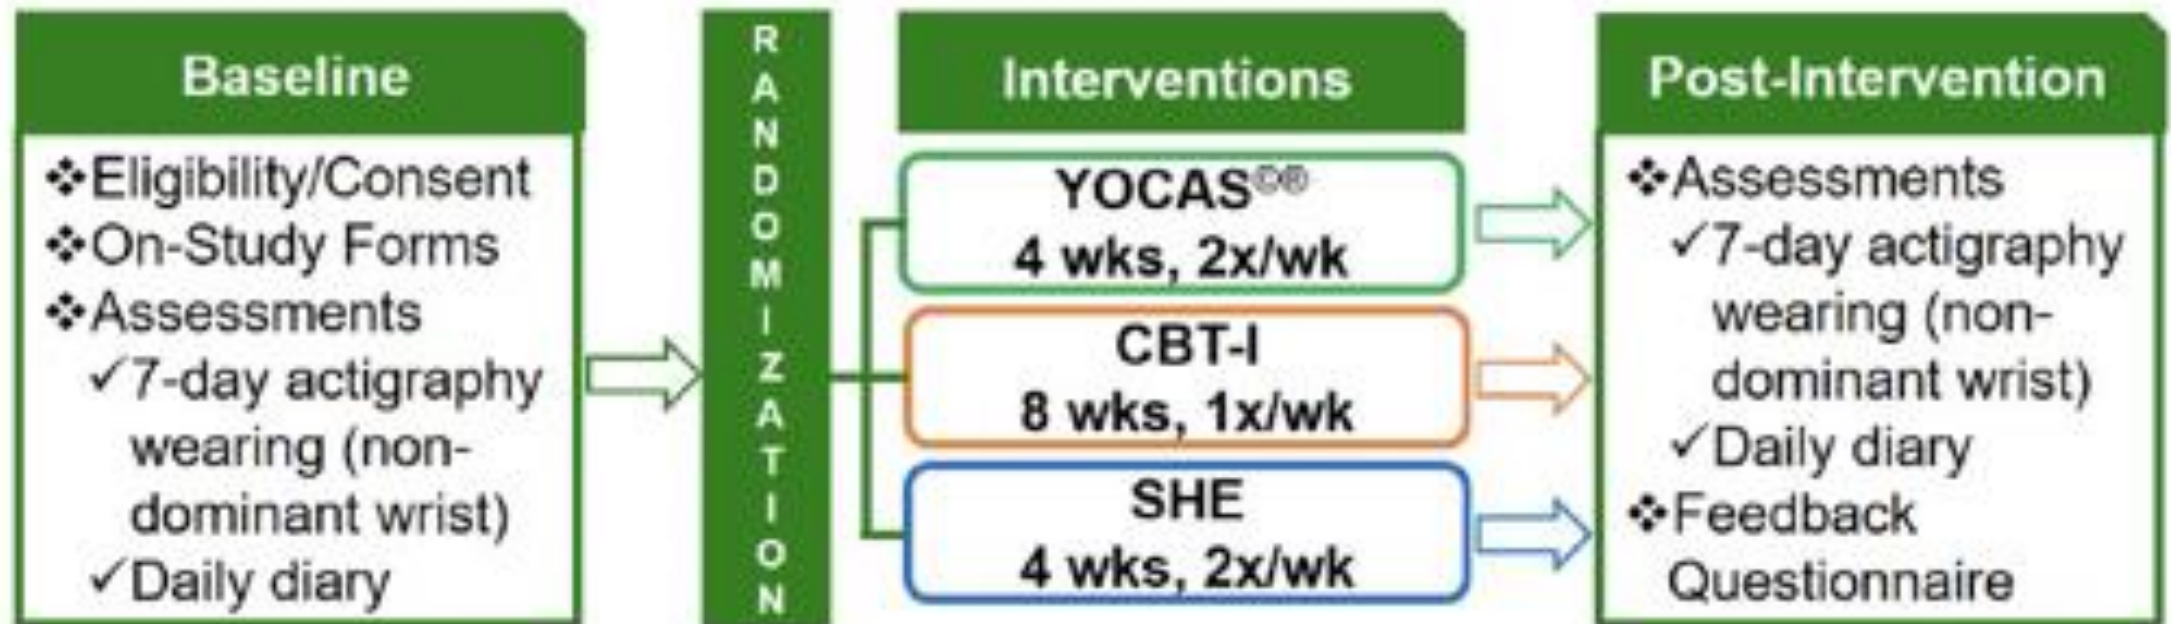 Baseline
❖Eligibility/Consent
❖On-Study Forms
❖Assessments
✓7-day actigraphy
wearing (non-
dominant wrist)
✓Daily diary
RANDOMIZATION
Interventions
YOCAS©®
4 wks, 2x/wk
CBT-I
8 wks, 1x/wk
SHE
4 wks, 2x/wk
Post-Intervention
❖Assessments
✓7-day actigraphy
wearing (non-
dominant wrist)
✓Daily diary
❖Feedback
Questionnaire